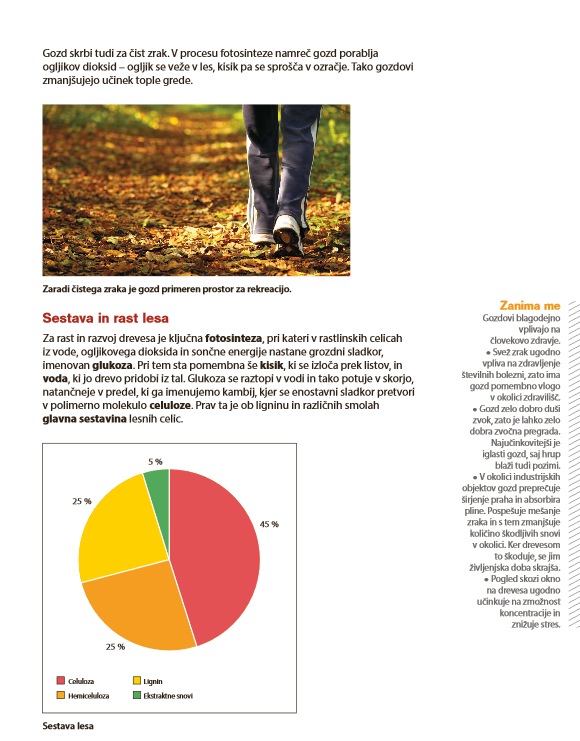 Gozd skrbi tudi za čist zrak. V procesu fotosinteze namreč gozd porablja
ogljikov dioksid – ogljik se veže v les, kisik pa se sprošča v ozračje. Tako gozdovi
zmanjšujejo učinek tople grede.
Zaradi čistega zraka je gozd primeren prostor za rekreacijo.
Sestava in rast lesa
Za rast in razvoj drevesa je ključna fotosinteza, pri kateri v rastlinskih celicah
iz vode, ogljikovega dioksida in sončne energije nastane grozdni sladkor,
imenovan glukoza. Pri tem sta pomembna še kisik, ki se izloča prek listov, in
voda, ki jo drevo pridobi iz tal. Glukoza se raztopi v vodi in tako potuje v skorjo,
natančneje v predel, ki ga imenujemo kambij, kjer se enostavni sladkor pretvori
v polimerno molekulo celuloze. Prav ta je ob ligninu in različnih smolah
glavna sestavina lesnih celic.
5 %
25 %
45 %
25 %
Celuloza
Lignin
Hemiceluloza
Ekstraktne snovi
Sestava lesa
Zanima me
Gozdovi blagodejno
vplivajo na
človekovo zdravje.
• Svež zrak ugodno
vpliva na zdravljenje
številnih bolezni, zato ima
gozd pomembno vlogo
v okolici zdravilišč.
• Gozd zelo dobro duši
zvok, zato je lahko zelo
dobra zvočna pregrada.
Najučinkovitejši je
iglasti gozd, saj hrup
blaži tudi pozimi.
• V okolici industrijskih
objektov gozd preprečuje
širjenje praha in absorbira
pline. Pospešuje mešanje
zraka in s tem zmanjšuje
količino škodljivih snovi
v okolici. Ker drevesom
to škoduje, se jim
življenjska doba skrajša.
• Pogled skozi okno
na drevesa ugodno
učinkuje na zmožnost
koncentracije in
znižuje stres.